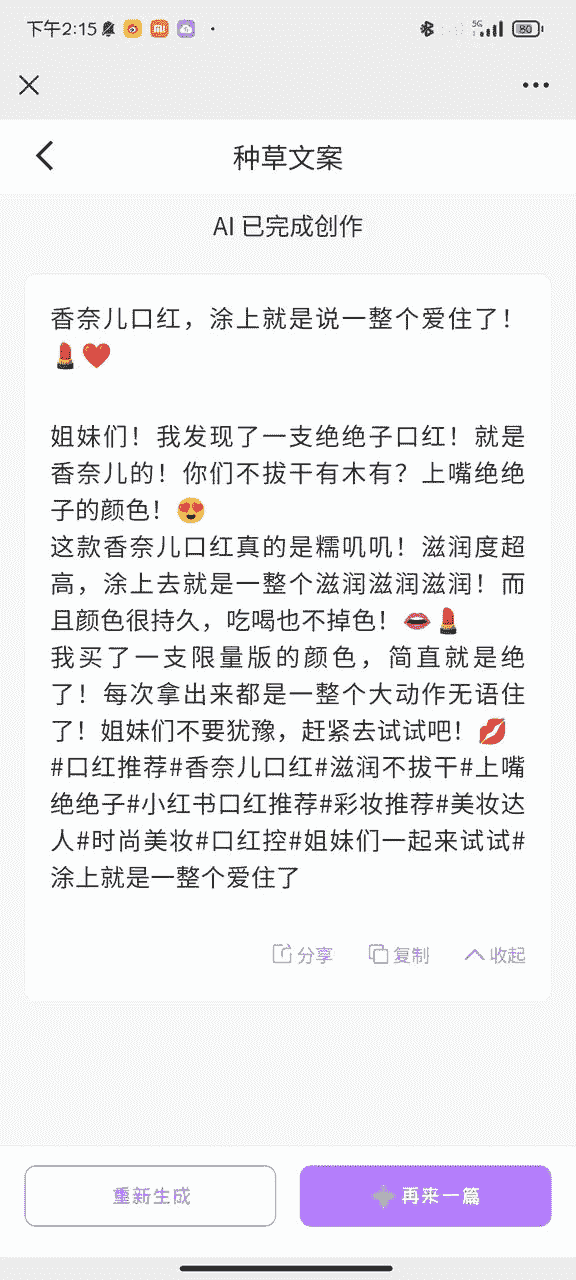 下午2:15
5G
80
种草文案
AI 已完成创作
香奈儿口红，涂上就是说一整个爱住了！
💄❤️
姐妹们！我发现了一支绝绝子口红！就是
香奈儿的！你们不拔干有木有？上嘴绝绝
子的颜色！😍
这款香奈儿口红真的是糯叽叽！滋润度超
高，涂上去就是一整个滋润滋润滋润！而
且颜色很持久，吃喝也不掉色！👄💄
我买了一支限量版的颜色，简直就是绝
了！每次拿出来都是一整个大动作无语住
了！姐妹们不要犹豫，赶紧去试试吧！💋
#口红推荐#香奈儿口红#滋润不拔干#上嘴
绝绝子#小红书口红推荐#彩妆推荐#美妆达
人#时尚美妆#口红控#姐妹们一起来试试#
涂上就是一整个爱住了
分享 复制 收起
重新生成 再来一篇